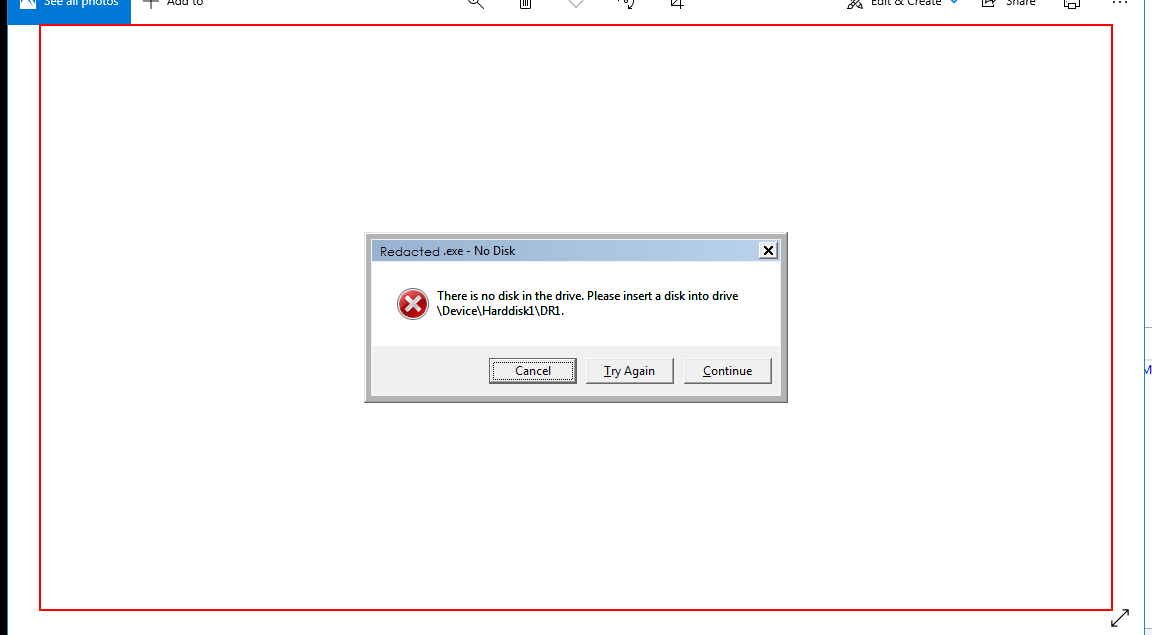 See all photos
Add to
Edit & Create
Share
Redacted .exe - No Disk
There is no disk in the drive. Please insert a disk into drive
\Device\Harddisk1\DR1.
Cancel
Try Again
Continue
M